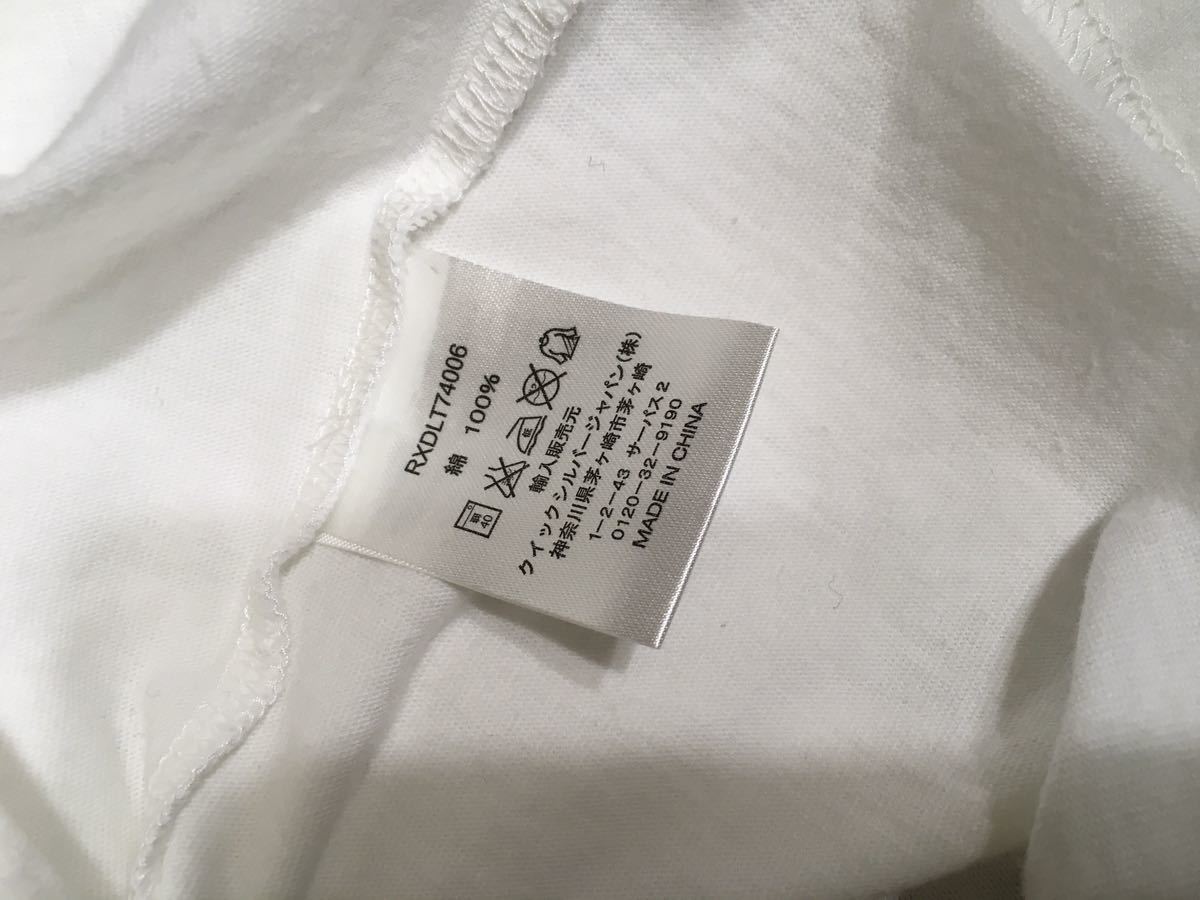 RXDLT74006
綿 100%
弱 40 低
輸入販売元
クイックシルバージャパン(株)
神奈川県茅ヶ崎市茅ヶ崎
1-2-43 サーパス2
0120-32-9190
MADE IN CHINA